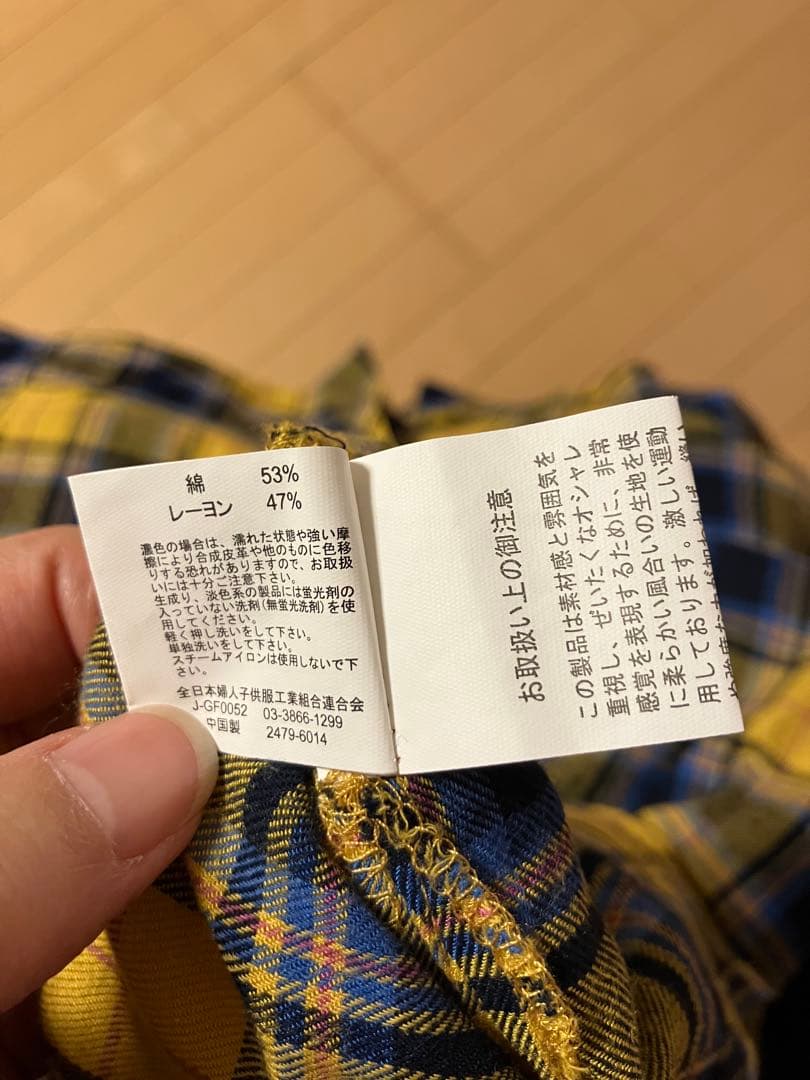 綿 53%
レーヨン 47%
濃色の場合は、濡れた状態や強い摩
擦により合成皮革や他のものに色移
りする恐れがありますので、お取扱
いには十分ご注意下さい。
生成り、淡色系の製品には蛍光剤の
入っていない洗剤(無蛍光洗剤)を使
用してください。
軽く押し洗いをして下さい。
単独洗いをして下さい。
スチームアイロンは使用しないで下
さい。
全日本婦人子供服工業組合連合会
J-GF0052 03-3866-1299
中国製 2479-6014
お取扱い上の御注意
この製品は素材感と雰囲気を
重視し、ぜいたくなオシャレ
感覚を表現するために、非常
に柔らかい風合いの生地を使
用しております。激しい運動